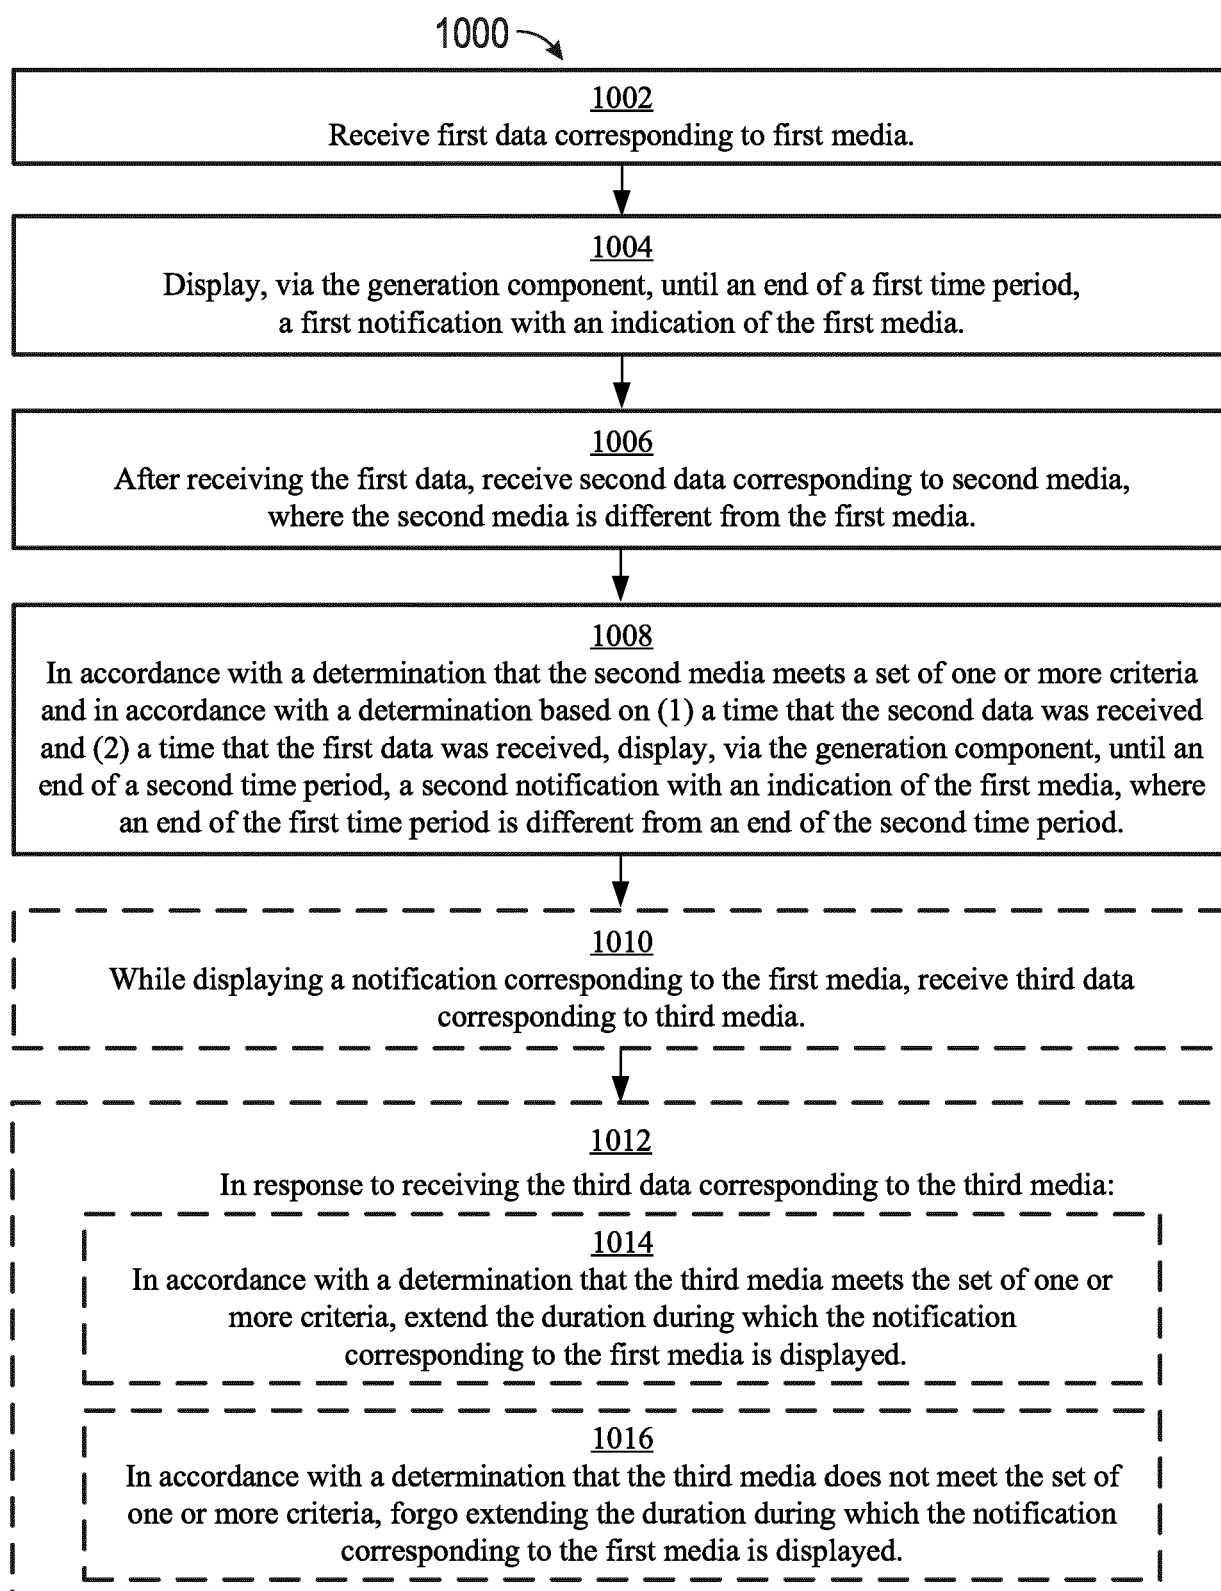 1000
1002
Receive first data corresponding to first media.
1004
Display, via the generation component, until an end of a first time period,
a first notification with an indication of the first media.
1006
After receiving the first data, receive second data corresponding to second media,
where the second media is different from the first media.
1008
In accordance with a determination that the second media meets a set of one or more criteria
and in accordance with a determination based on (1) a time that the second data was received
and (2) a time that the first data was received, display, via the generation component, until an
end of a second time period, a second notification with an indication of the first media, where
an end of the first time period is different from an end of the second time period.
1010
While displaying a notification corresponding to the first media, receive third data
corresponding to third media.
1012
In response to receiving the third data corresponding to the third media:
1014
In accordance with a determination that the third media meets the set of one or
more criteria, extend the duration during which the notification
corresponding to the first media is displayed.
1016
In accordance with a determination that the third media does not meet the set of
one or more criteria, forgo extending the duration during which the notification
corresponding to the first media is displayed.